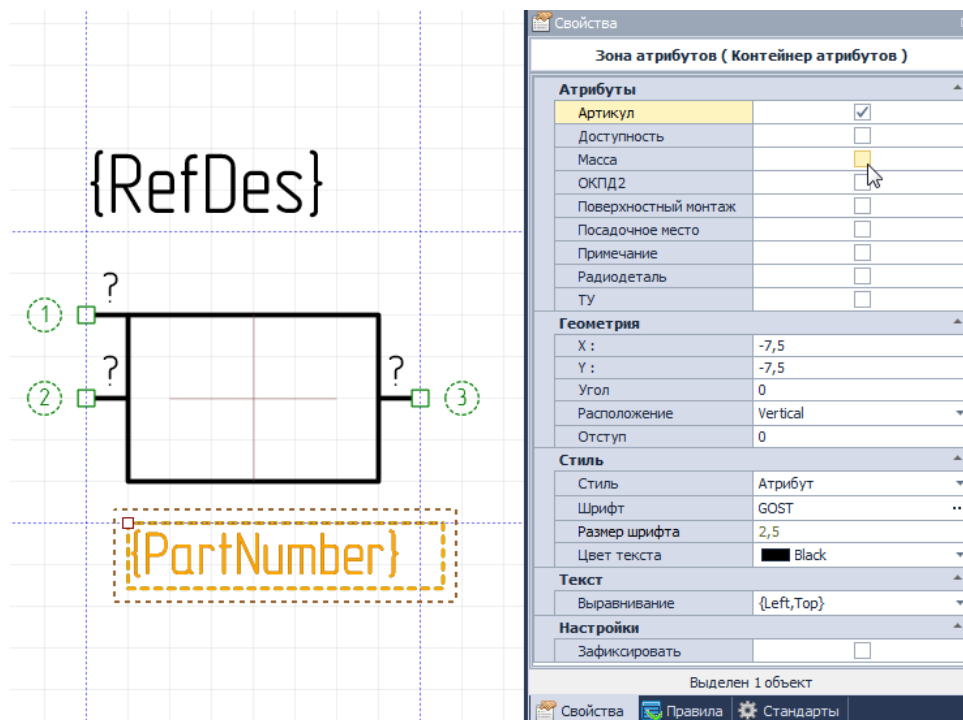 {RefDes}
?
1
?
?
2
3
{PartNumber}
Свойства
Зона атрибутов ( Контейнер атрибутов )
Атрибуты
Артикул
Доступность
Масса
ОКПД2
Поверхностный монтаж
Посадочное место
Примечание
Радиодеталь
ТУ
Геометрия
X : -7,5
Y : -7,5
Угол 0
Расположение Vertical
Отступ 0
Стиль
Стиль Атрибут
Шрифт GOST ..
Размер шрифта 2,5
Цвет текста Black
Текст
Выравнивание {Left,Top}
Настройки
Зафиксировать
Выделен 1 объект
Свойства Правила Стандарты